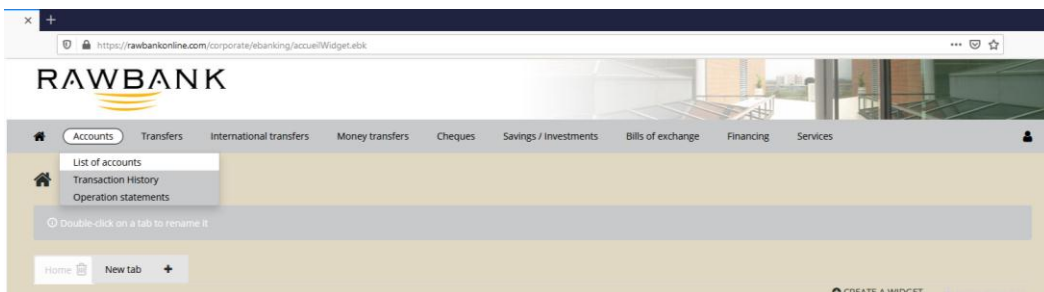 https://rawbankonline.com/corporate/ebanking/accueilWidget.ebk
RAWBANK
Accounts Transfers International transfers Money transfers Cheques Savings / Investments Bills of exchange Financing Services
List of accounts
Transaction History
Operation statements
Double-click on a tab to rename it
Home New tab +
CREATE A WIDGET